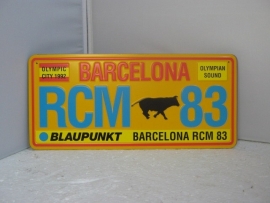 OLYMPIC
CITY 1992
BARCELONA
OLYMPIAN
SOUND
RCM 83
BLAUPUNKT
BARCELONA RCM 83